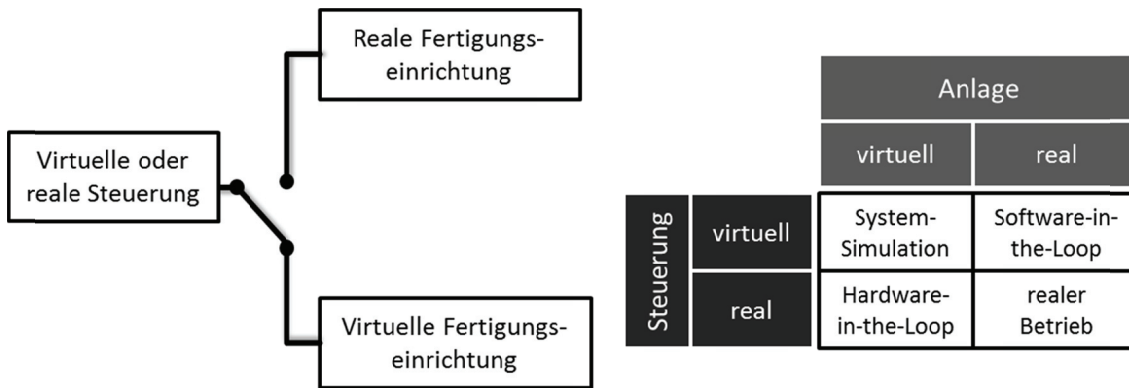 Reale Fertigungs-
einrichtung
Virtuelle oder
reale Steuerung
Virtuelle Fertigungs-
einrichtung
Anlage
virtuell real
Steuerung
virtuell
System-
Simulation
Software-in-
the-Loop
real
Hardware-
in-the-Loop
realer
Betrieb